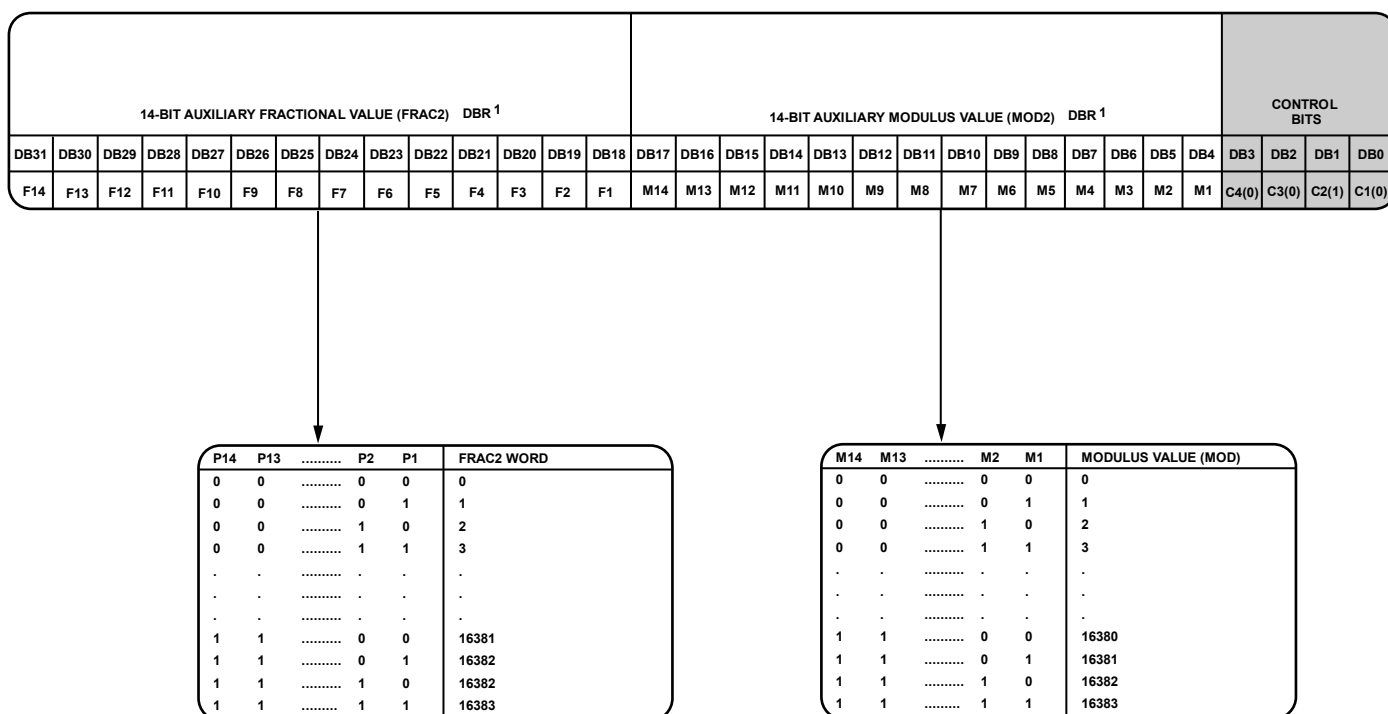 14-BIT AUXILIARY FRACTIONAL VALUE (FRAC2) DBR 1
14-BIT AUXILIARY MODULUS VALUE (MOD2) DBR 1
CONTROL
BITS
DB31 DB30 DB29 DB28 DB27 DB26 DB25 DB24 DB23 DB22 DB21 DB20 DB19 DB18 DB17 DB16 DB15 DB14 DB13 DB12 DB11 DB10 DB9 DB8 DB7 DB6 DB5 DB4 DB3 DB2 DB1 DB0
F14 F13 F12 F11 F10 F9 F8 F7 F6 F5 F4 F3 F2 F1 M14 M13 M12 M11 M10 M9 M8 M7 M6 M5 M4 M3 M2 M1 C4(0) C3(0) C2(1) C1(0)
P14 P13 .......... P2 P1 FRAC2 WORD
0 0 .......... 0 0 0
0 0 .......... 0 1 1
0 0 .......... 1 0 2
0 0 .......... 1 1 3
. . .......... . . .
. . .......... . . .
. . .......... . . .
1 1 .......... 0 0 16381
1 1 .......... 0 1 16382
1 1 .......... 1 0 16382
1 1 ......... 1 1 16383
M14 M13 .......... M2 M1 MODULUS VALUE (MOD)
0 0 .......... 0 0 0
0 0 .......... 0 1 1
0 0 .......... 1 0 2
0 0 .......... 1 1 3
. . .......... . . .
. . .......... . . .
. . .......... . . .
1 1 .......... 0 0 16380
1 1 .......... 0 1 16381
1 1 .......... 1 0 16382
1 1 ......... 1 1 16383